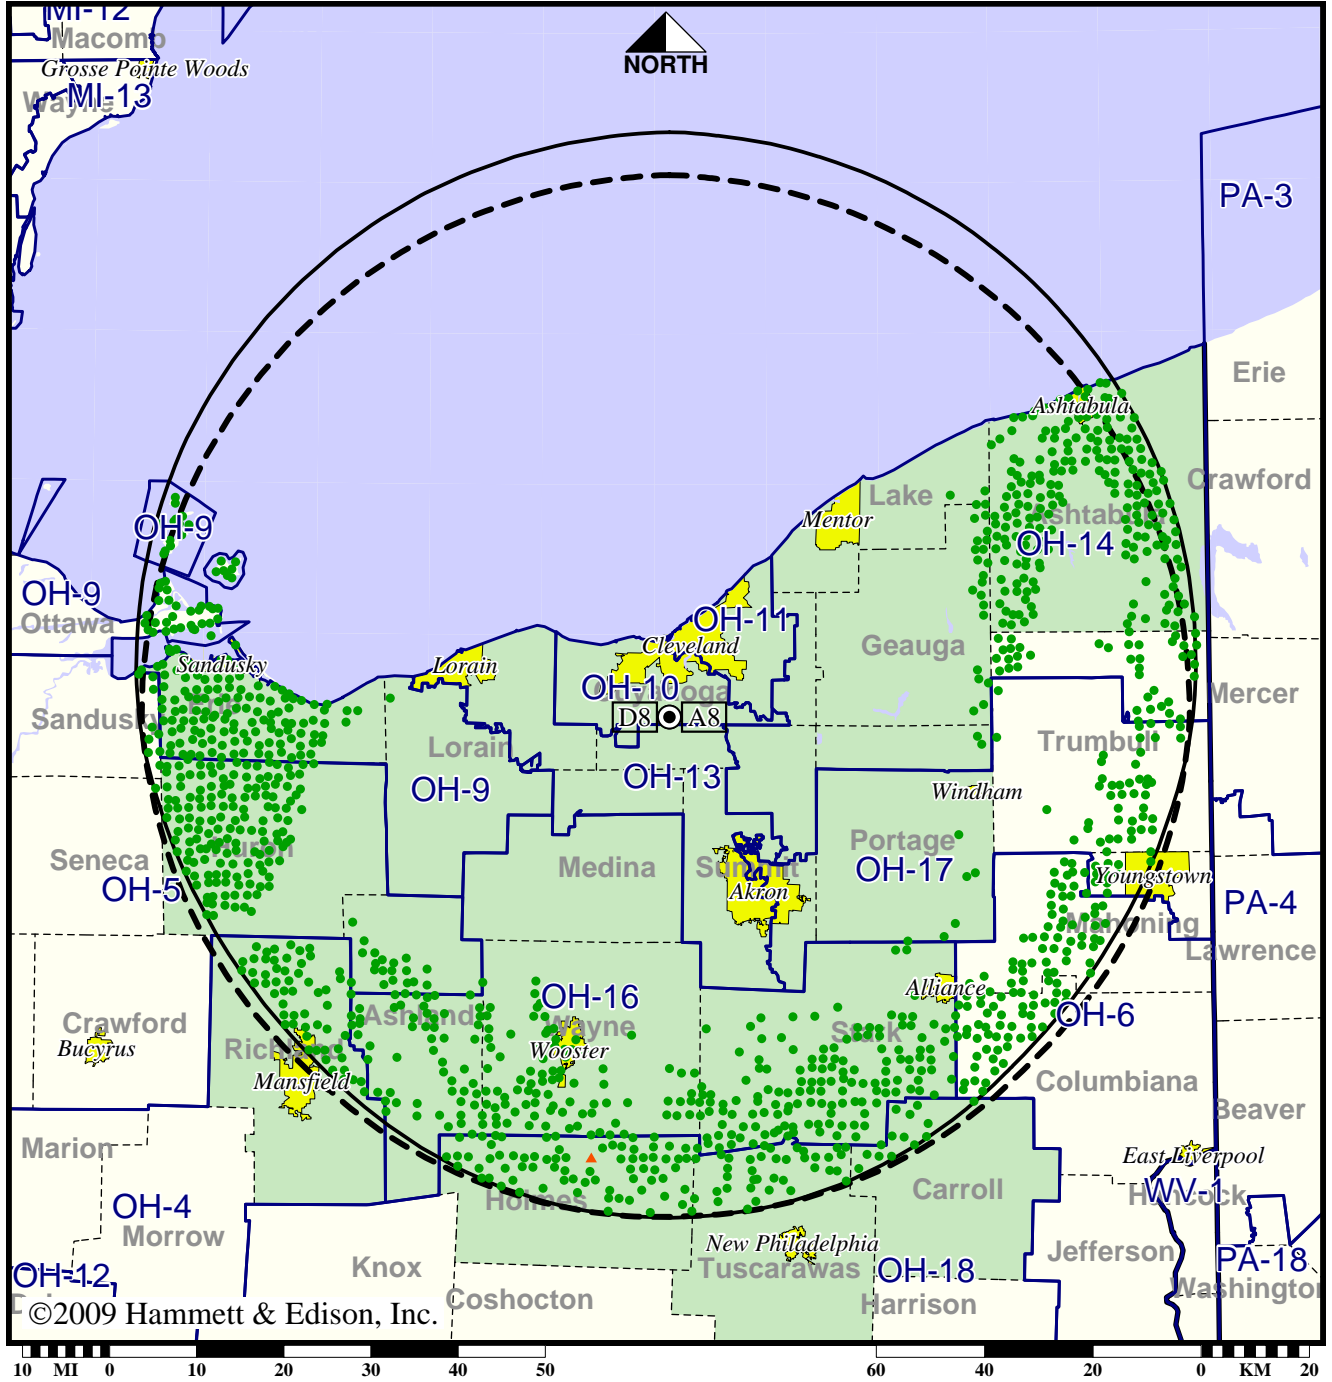 MI-12
Macomb
Grosse Pointe Woods
Wayne
MI-13
NORTH
PA-3
Erie
Ashtabula
Crawford
Lake
Mentor
Ashtabula
OH-14
OH-9
OH-9
Ottawa
OH-11
Cleveland
Geauga
Sandusky
Lorain
OH-10
Cuyahoga
Mercer
Sandusky
Erie
D8
A8
Lorain
Trumbull
OH-9
OH-13
Windham
Portage
Huron
Seneca
Medina
Summit
OH-17
OH-5
Akron
Youngstown
PA-4
Mahoning
Lawrence
Alliance
OH-16
Crawford
Ashland
Wayne
Stark
OH-6
Bucyrus
Richland
Wooster
Mansfield
Columbiana
Beaver
Marion
East Liverpool
Holmes
Carroll
WV-1
Hancock
OH-4
Morrow
New Philadelphia
Jefferson
PA-18
Knox
Tuscarawas
OH-18
OH-12
Washington
Coshocton
Harrison
©2009 Hammett & Edison, Inc.
10 MI 0 10 20 30 40 50 60 40 20 0 KM 20